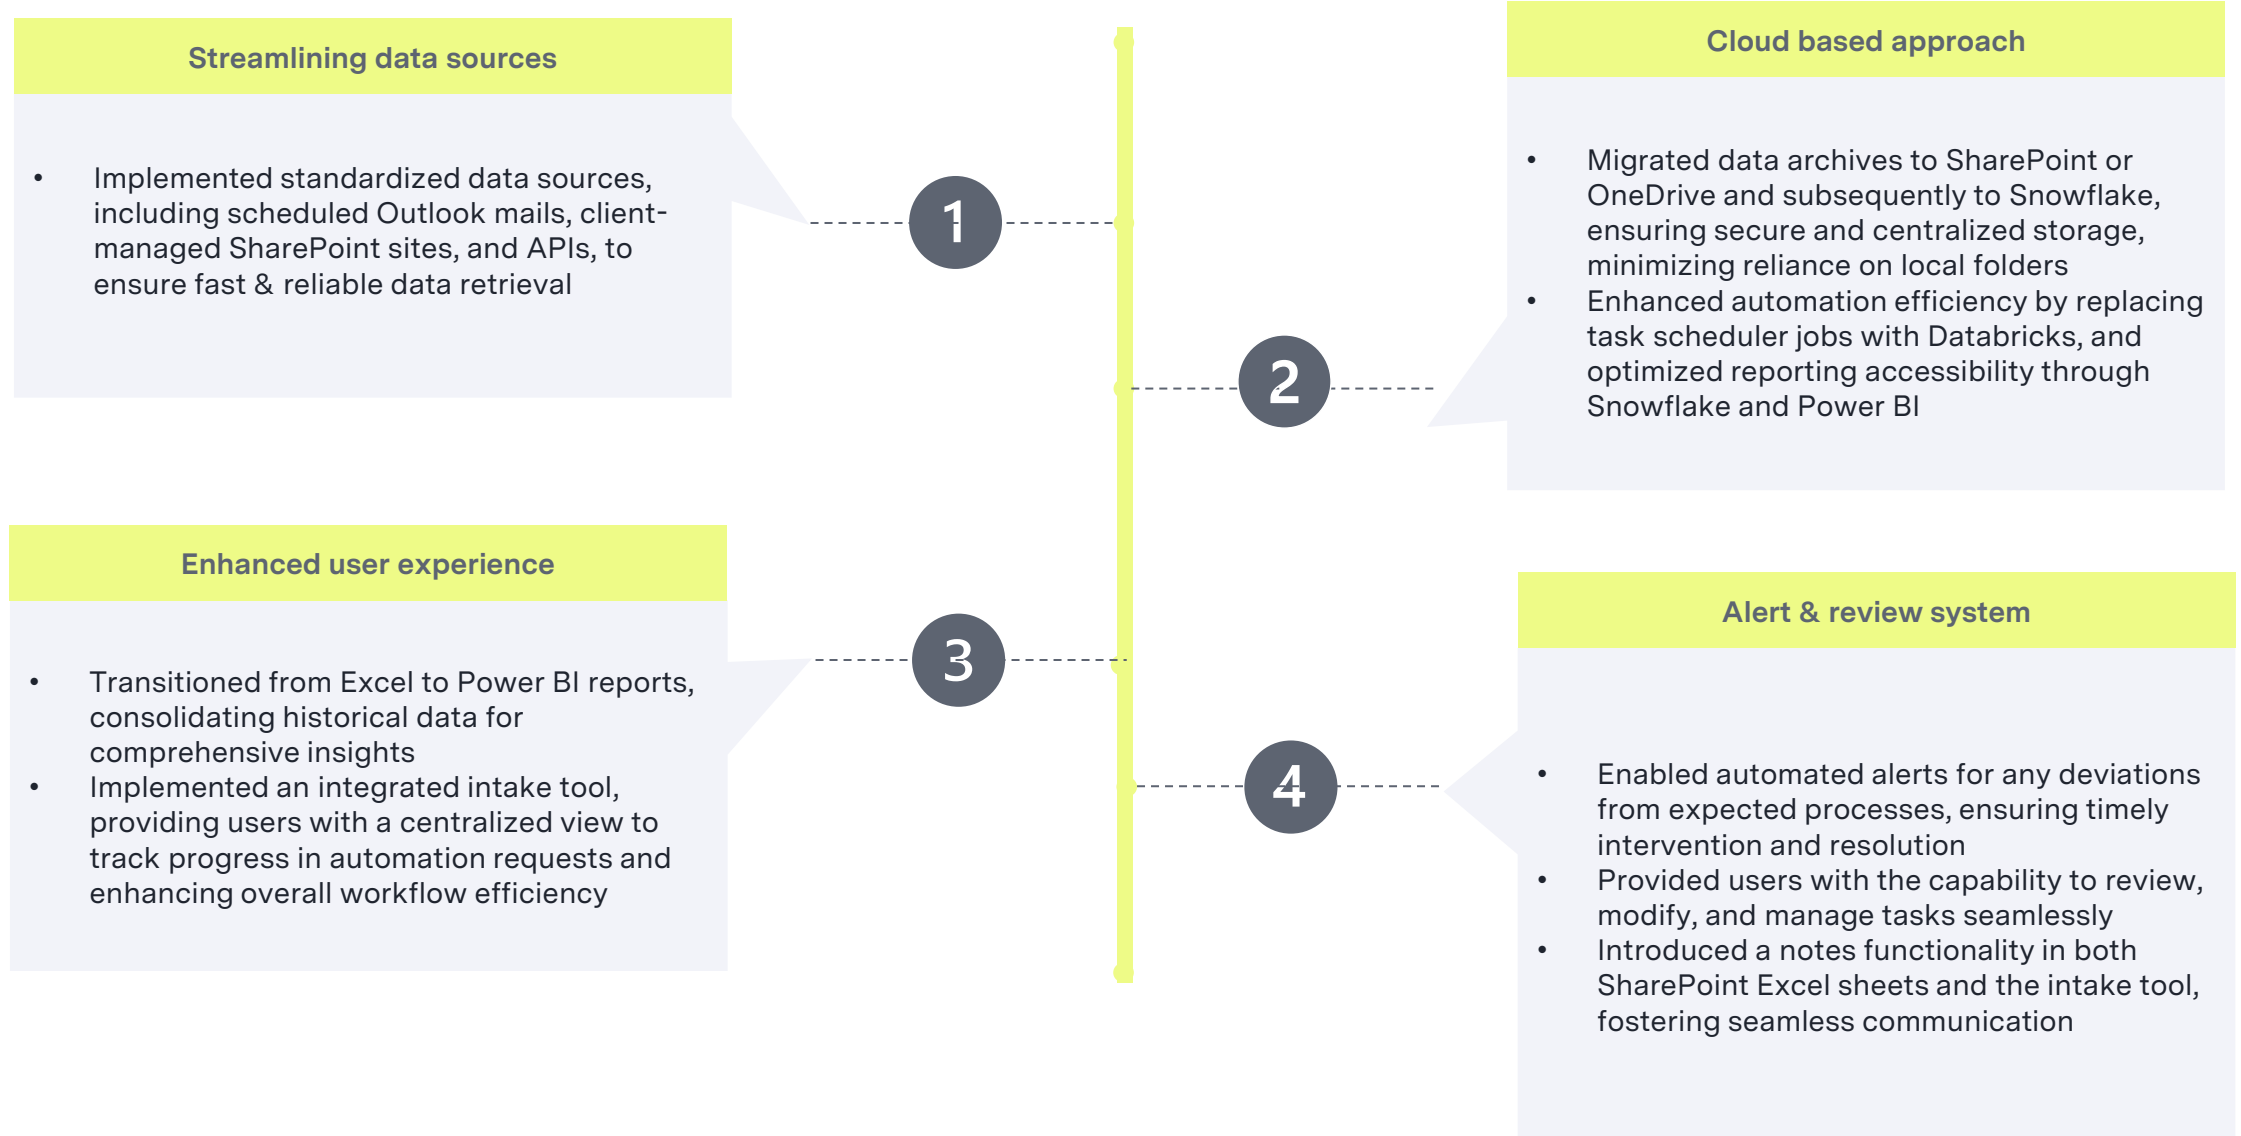 Streamlining data sources
• Implemented standardized data sources,
including scheduled Outlook mails, client-
managed SharePoint sites, and APIs, to
ensure fast & reliable data retrieval
1
Cloud based approach
• Migrated data archives to SharePoint or
OneDrive and subsequently to Snowflake,
ensuring secure and centralized storage,
minimizing reliance on local folders
• Enhanced automation efficiency by replacing
task scheduler jobs with Databricks, and
optimized reporting accessibility through
Snowflake and Power BI
2
Enhanced user experience
• Transitioned from Excel to Power BI reports,
consolidating historical data for
comprehensive insights
• Implemented an integrated intake tool,
providing users with a centralized view to
track progress in automation requests and
enhancing overall workflow efficiency
3
Alert & review system
• Enabled automated alerts for any deviations
from expected processes, ensuring timely
intervention and resolution
• Provided users with the capability to review,
modify, and manage tasks seamlessly
• Introduced a notes functionality in both
SharePoint Excel sheets and the intake tool,
fostering seamless communication
4